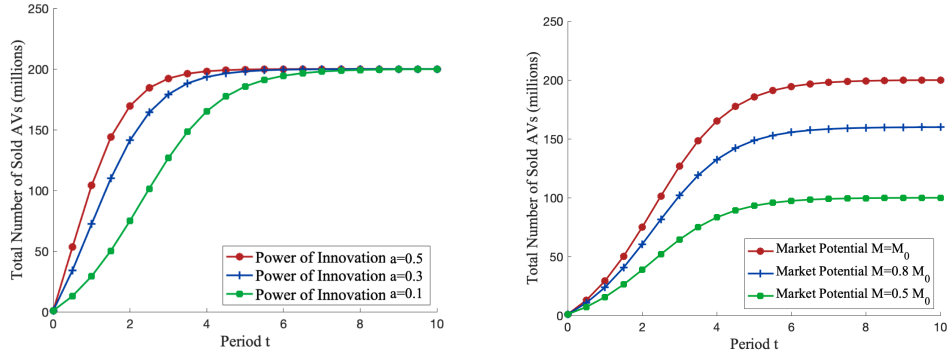 250
200
150
100
50
0
Total Number of Sold AVs (millions)
0 2 4 6 8 10
Period t
Power of Innovation a=0.5
Power of Innovation a=0.3
Power of Innovation a=0.1
250
200
150
100
50
0
Total Number of Sold AVs (millions)
0 2 4 6 8 10
Period t
Market Potential M=M₀
Market Potential M=0.8 M₀
Market Potential M=0.5 M₀